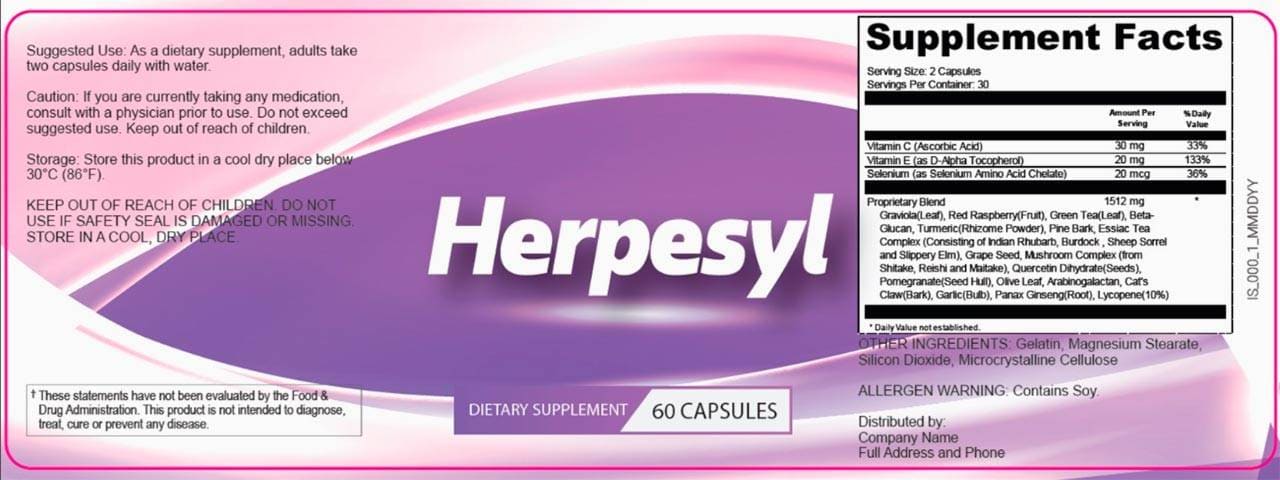 Suggested Use: As a dietary supplement, adults take
two capsules daily with water.
Caution: If you are currently taking any medication,
consult with a physician prior to use. Do not exceed
suggested use. Keep out of reach of children.
Storage: Store this product in a cool dry place below
30°C (86°F).
KEEP OUT OF REACH OF CHILDREN. DO NOT
USE IF SAFETY SEAL IS DAMAGED OR MISSING.
STORE IN A COOL, DRY PLACE.
† These statements have not been evaluated by the Food &
Drug Administration. This product is not intended to diagnose,
treat, cure or prevent any disease.
Herpesyl
DIETARY SUPPLEMENT 60 CAPSULES
Supplement Facts
Serving Size: 2 Capsules
Servings Per Container: 30
Amount Per Serving % Daily Value
Vitamin C (Ascorbic Acid) 30 mg 33%
Vitamin E (as D-Alpha Tocopherol) 20 mg 133%
Selenium (as Selenium Amino Acid Chelate) 20 mcg 36%
Proprietary Blend 1512 mg *
Graviola(Leaf), Red Raspberry(Fruit), Green Tea(Leaf), Beta-
Glucan, Turmeric(Rhizome Powder), Pine Bark, Essiac Tea
Complex (Consisting of Indian Rhubarb, Burdock , Sheep Sorrel
and Slippery Elm), Grape Seed, Mushroom Complex (from
Shitake, Reishi and Maitake), Quercetin Dihydrate(Seeds),
Pomegranate(Seed Hull), Olive Leaf, Arabinogalactan, Cat's
Claw(Bark), Garlic(Bulb), Panax Ginseng(Root), Lycopene(10%)
* Daily Value not established.
OTHER INGREDIENTS: Gelatin, Magnesium Stearate,
Silicon Dioxide, Microcrystalline Cellulose
ALLERGEN WARNING: Contains Soy.
Distributed by:
Company Name
Full Address and Phone
IS_000_1_MMDDYY